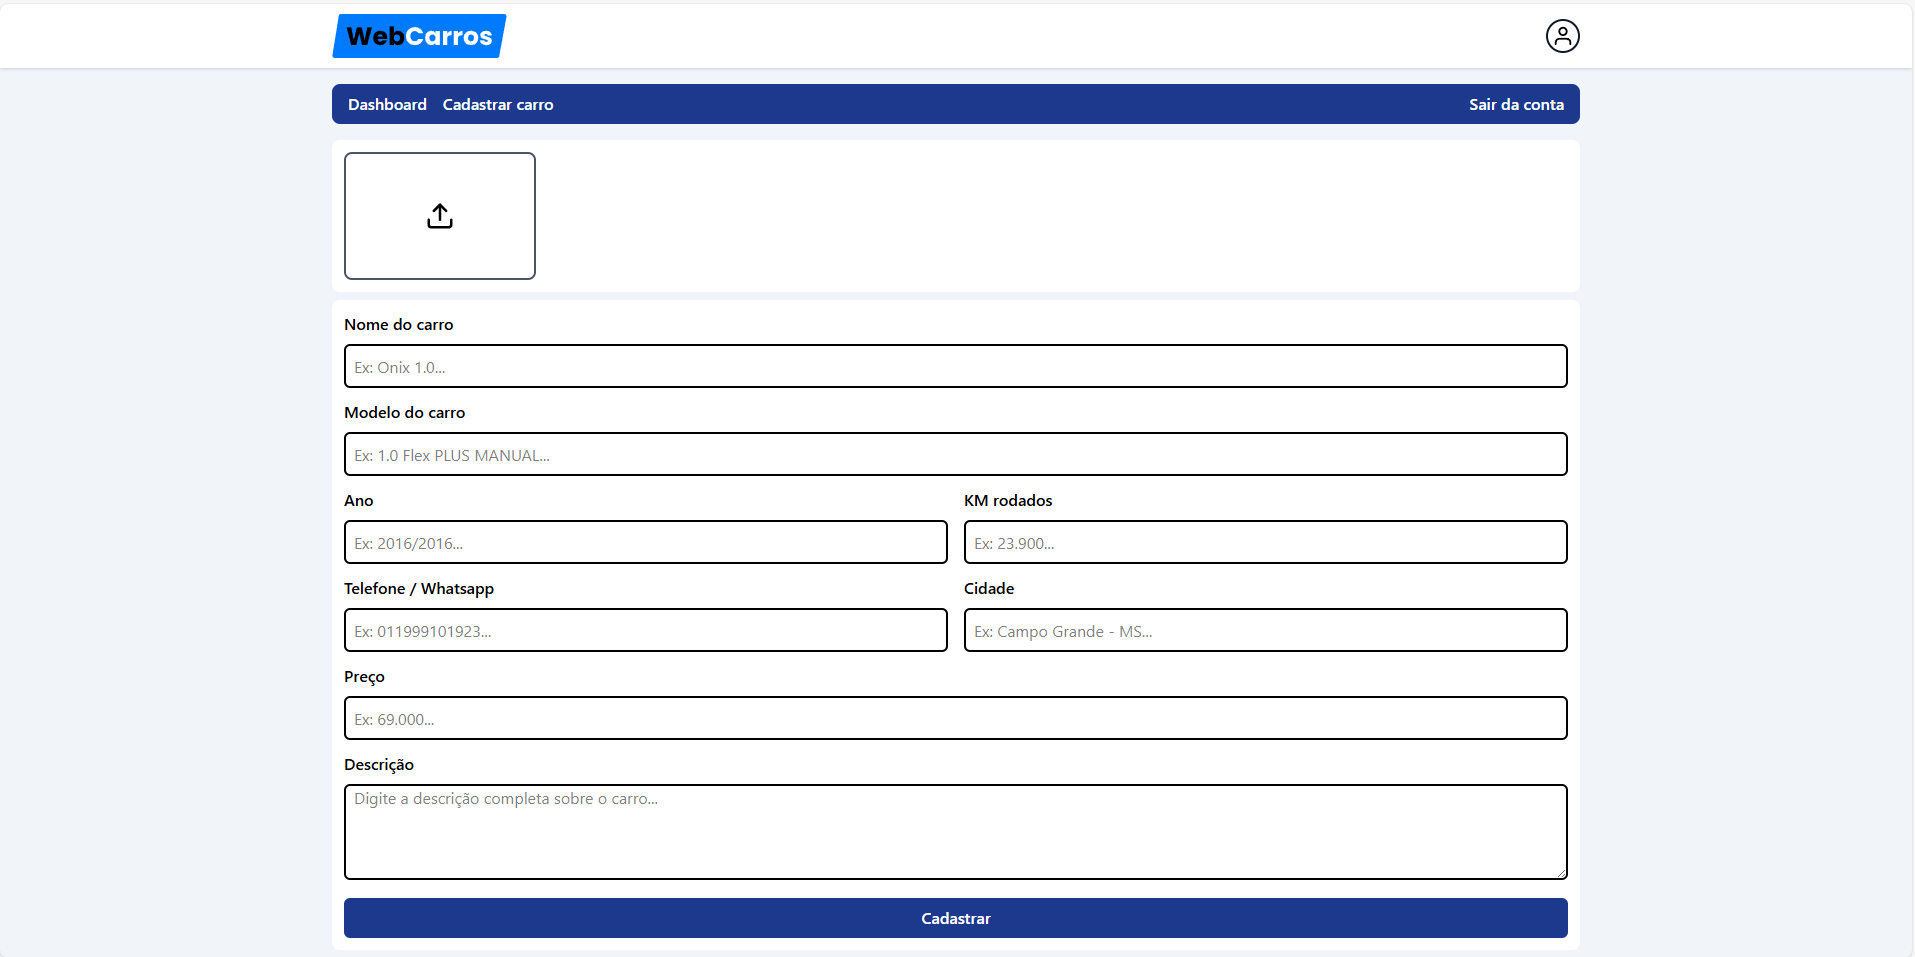 WebCarros
Dashboard Cadastrar carro Sair da conta
Nome do carro
Ex: Onix 1.0...
Modelo do carro
Ex: 1.0 Flex PLUS MANUAL...
Ano KM rodados
Ex: 2016/2016... Ex: 23.900...
Telefone / Whatsapp Cidade
Ex: 011999101923... Ex: Campo Grande - MS...
Preço
Ex: 69.000...
Descrição
Digite a descrição completa sobre o carro...
Cadastrar